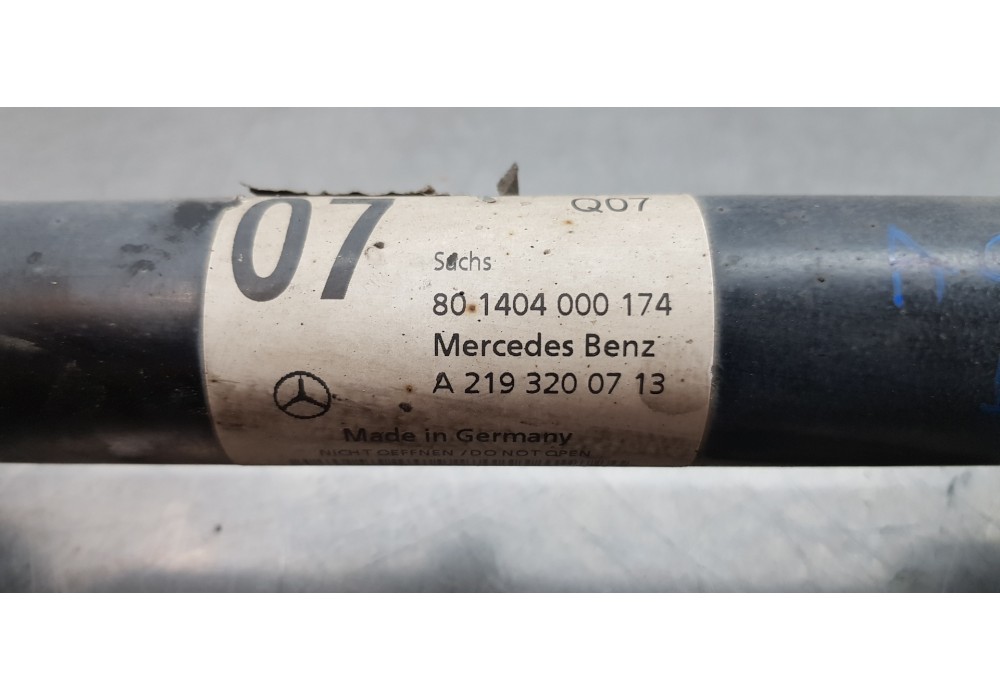 07
Q07
Sachs
80 1404 000 174
Mercedes Benz
A 219 320 07 13
Made in Germany
NICHT OEFFNEN / DO NOT OPEN